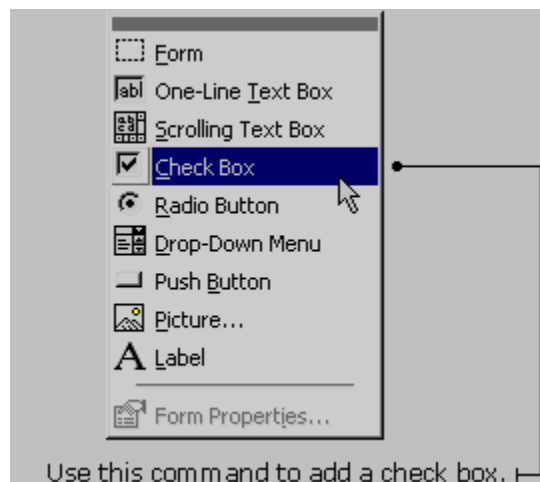 Form
abl One-Line Text Box
Scrolling Text Box
Check Box
Radio Button
Drop-Down Menu
Push Button
Picture...
A Label
Form Properties...
Use this command to add a check box.